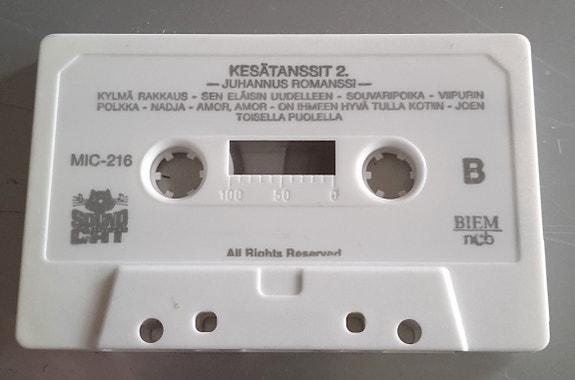 KESÄTANSSIT 2.
—JUHANNUS ROMANSSI—
KYLMÄ RAKKAUS - SEN ELÄISIN UUDELLEEN - SOUVARIPOIKA - VIIPURIN
POLKKA - NADJA - AMOR, AMOR - ON IHMEEN HYVÄ TULLA KOTIIN - JOEN
TOISELLA PUOLELLA
MIC-216
B
100 50 0
SOUND
CAT
BIEM
ncb
All Rights Reserved